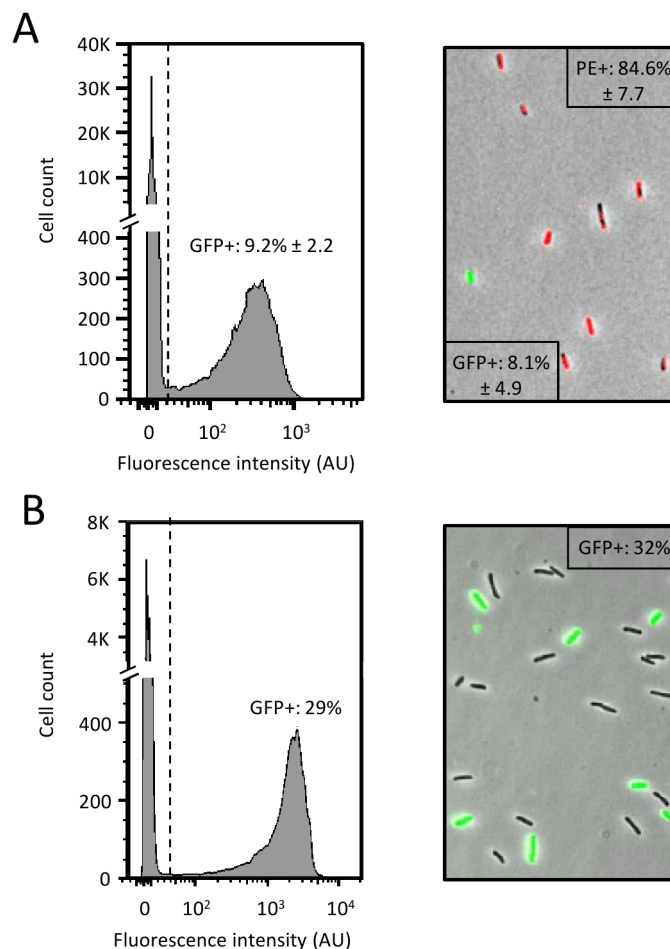 A
40K
30K
20K
10K
400
300
200
100
0
Cell count
GFP+: 9.2% ± 2.2
0 10² 10³
Fluorescence intensity (AU)
PE+: 84.6%
± 7.7
GFP+: 8.1%
± 4.9
B
8K
6K
4K
400
200
0
Cell count
GFP+: 29%
0 10² 10³ 10⁴
Fluorescence intensity (AU)
GFP+: 32%